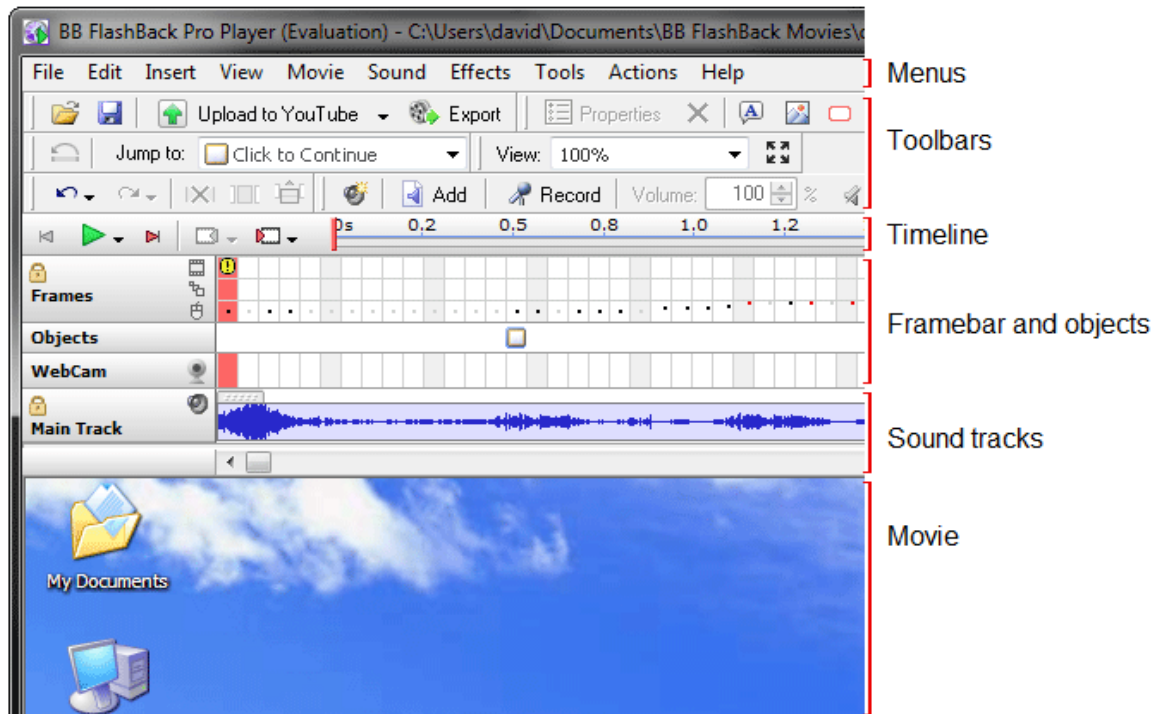 BB FlashBack Pro Player (Evaluation) - C:\Users\david\Documents\BB FlashBack Movies\
File Edit Insert View Movie Sound Effects Tools Actions Help
Menus
Upload to YouTube Export Properties
Toolbars
Jump to: Click to Continue View: 100%
Add Record Volume: 100 %
0s 0,2 0,5 0,8 1,0 1,2
Timeline
Frames
Framebar and objects
Objects
WebCam
Main Track
Sound tracks
Movie
My Documents